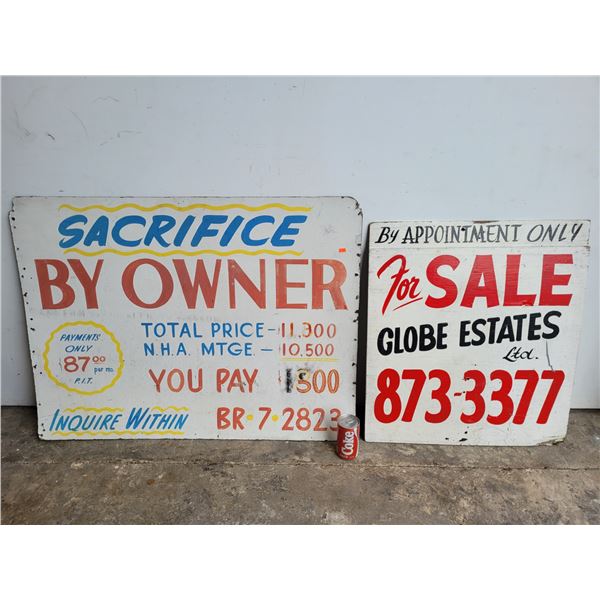 SACRIFICE
BY OWNER
TOTAL PRICE - 11,300
N.H.A. MTGE. - 10.500
PAYMENTS
ONLY
$87.00 per mo.
P.I.T.
YOU PAY 800
INQUIRE WITHIN BR·7·2823
BY APPOINTMENT ONLY
For SALE
GLOBE ESTATES
Ltd.
873-3377
Coke